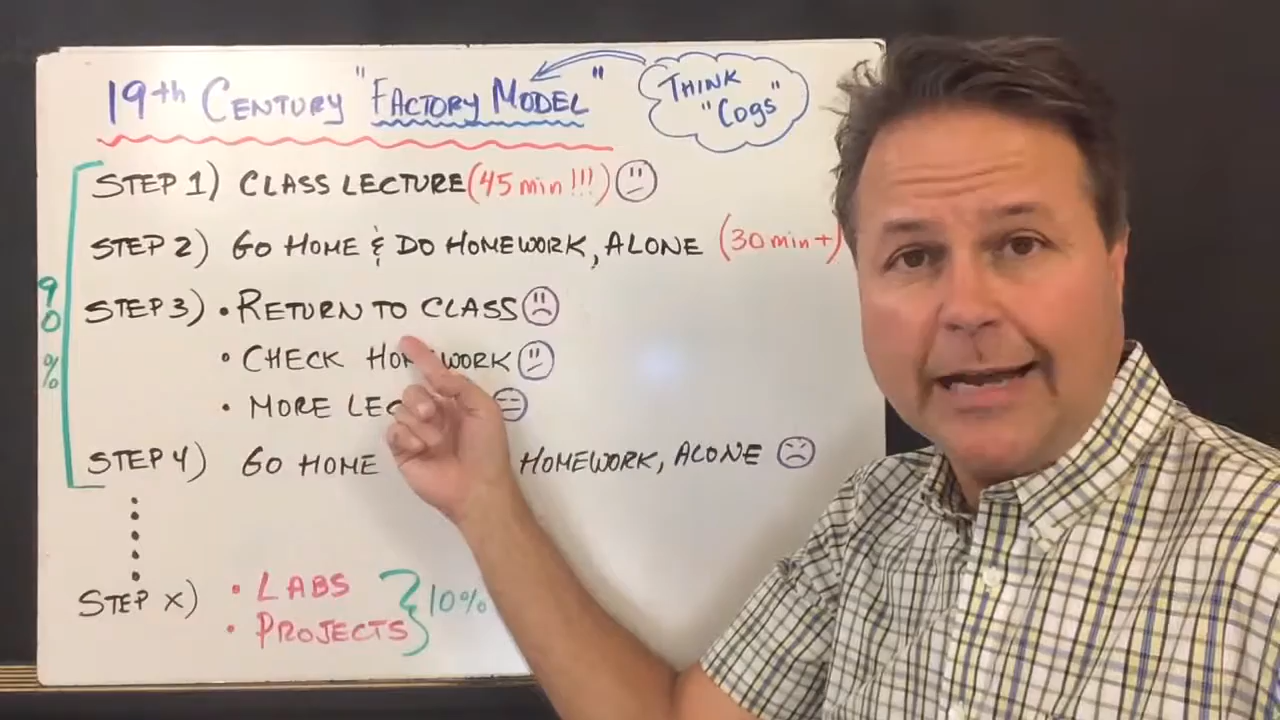 19th CENTURY "FACTORY MODEL"
THINK
"COGS"
STEP 1) CLASS LECTURE (45 min!!!)
STEP 2) GO HOME & DO HOMEWORK, ALONE (30 min+)
90%
STEP 3) • RETURN TO CLASS
• CHECK HOMEWORK
• MORE LEC
STEP 4) GO HOME HOMEWORK, ALONE
STEP X) • LABS
• PROJECTS
10%